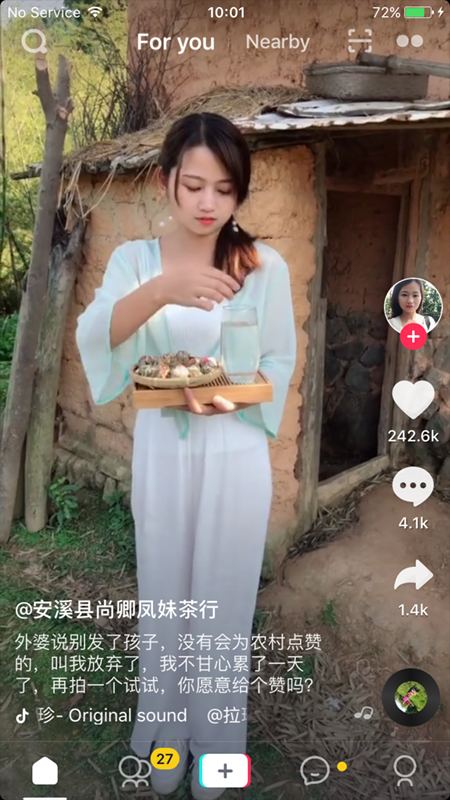 No Service 10:01 72%
For you Nearby
242.6k
4.1k
1.4k
@安溪县尚卿凤妹茶行
外婆说别发了孩子，没有会为农村点赞
的，叫我放弃了，我不甘心累了一天
了，再拍一个试试，你愿意给个赞吗？
珍- Original sound @拉
27